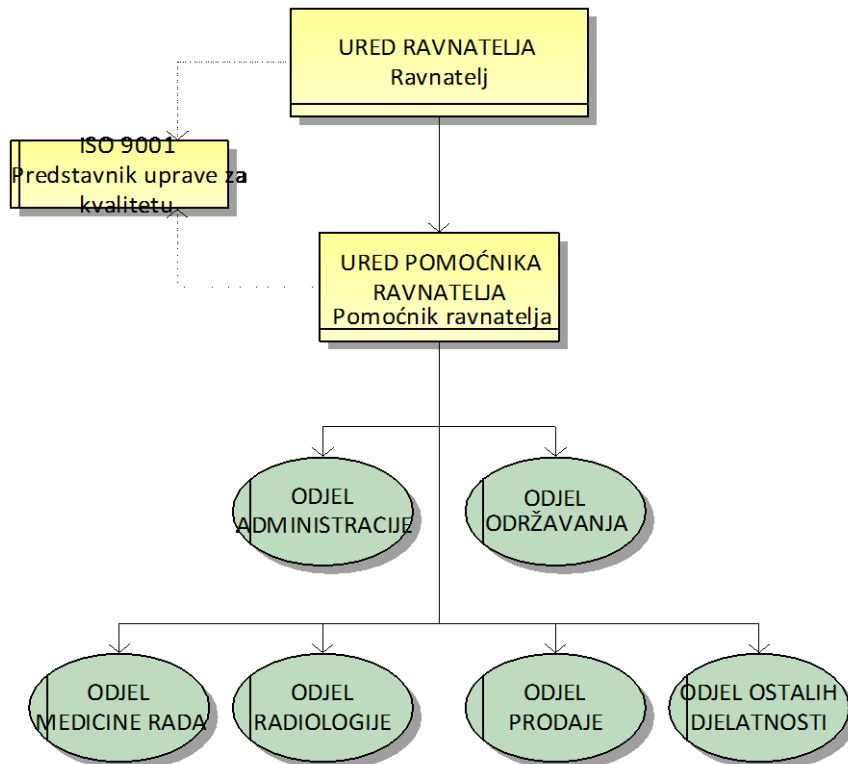 URED RAVNATELJA
Ravnatelj
ISO 9001
Predstavnik uprave za
kvalitetu
URED POMOĆNIKA
RAVNATELJA
Pomoćnik ravnatelja
ODJEL
ADMINISTRACIJE
ODJEL
ODRŽAVANJA
ODJEL
MEDICINE RADA
ODJEL
RADIOLOGIJE
ODJEL
PRODAJE
ODJEL OSTALIH
DJELATNOSTI